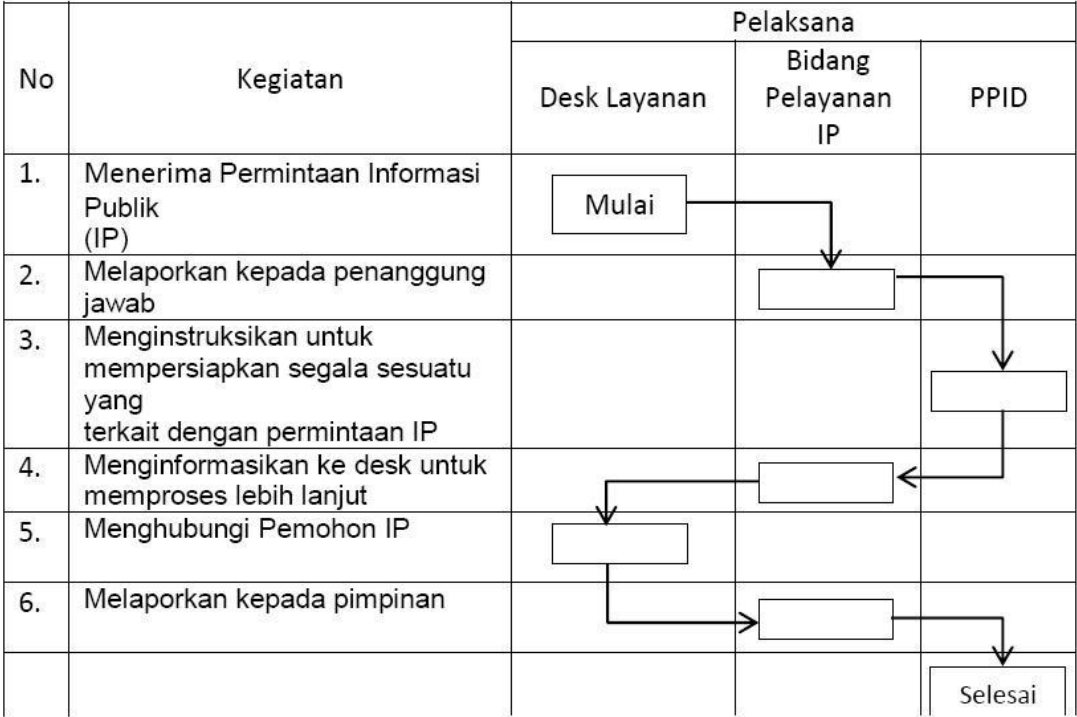 Pelaksana
No
Kegiatan
Desk Layanan
Bidang
Pelayanan
IP
PPID
1.
Menerima Permintaan Informasi
Publik
(IP)
Mulai
2.
Melaporkan kepada penanggung
jawab
3.
Menginstruksikan untuk
mempersiapkan segala sesuatu
yang
terkait dengan permintaan IP
4.
Menginformasikan ke desk untuk
memproses lebih lanjut
5.
Menghubungi Pemohon IP
6.
Melaporkan kepada pimpinan
Selesai